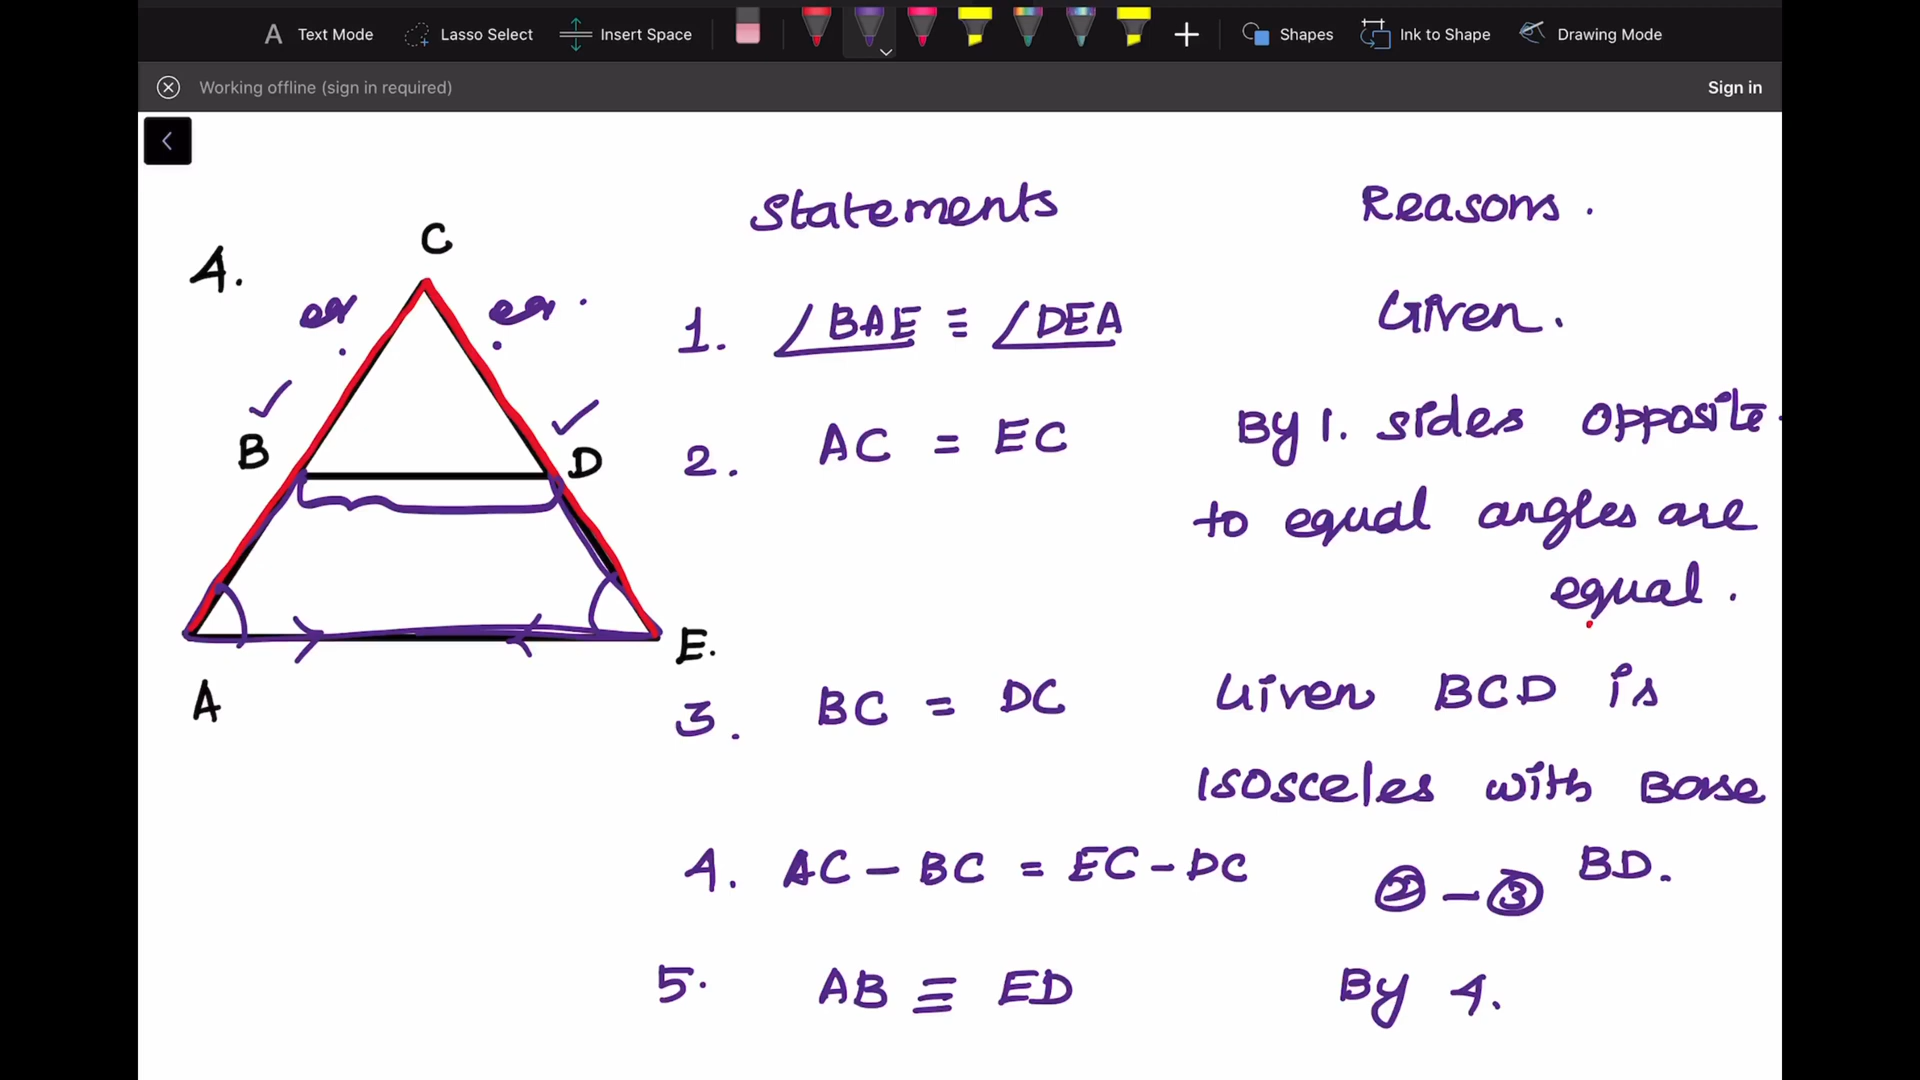 Text Mode Lasso Select Insert Space Shapes Ink to Shape Drawing Mode
Working offline (sign in required) Sign in
Statements Reasons.
4.
C
1. ∠BAE ≡ ∠DEA Given.
2. AC = EC By 1. sides opposite
to equal angles are
equal.
B D
A E.
3. BC = DC Given BCD is
isosceles with Base
BD.
4. AC - BC = EC - DC ② - ③
5. AB ≡ ED By 4.